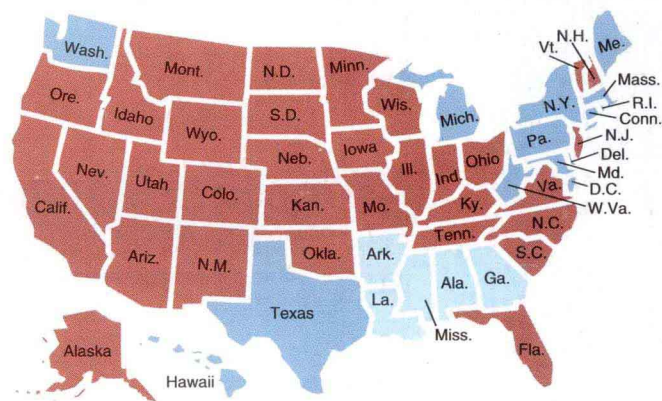 Wash.
Ore.
Calif.
Nev.
Idaho
Mont.
Wyo.
Utah
Colo.
Ariz.
N.M.
N.D.
S.D.
Neb.
Kan.
Okla.
Texas
Minn.
Iowa
Mo.
Ark.
La.
Wis.
Ill.
Mich.
Ind.
Ohio
Ky.
Tenn.
Miss.
Ala.
Ga.
Fla.
S.C.
N.C.
Va.
W.Va.
D.C.
Md.
Del.
N.J.
Pa.
N.Y.
Conn.
R.I.
Mass.
Vt.
N.H.
Me.
Alaska
Hawaii